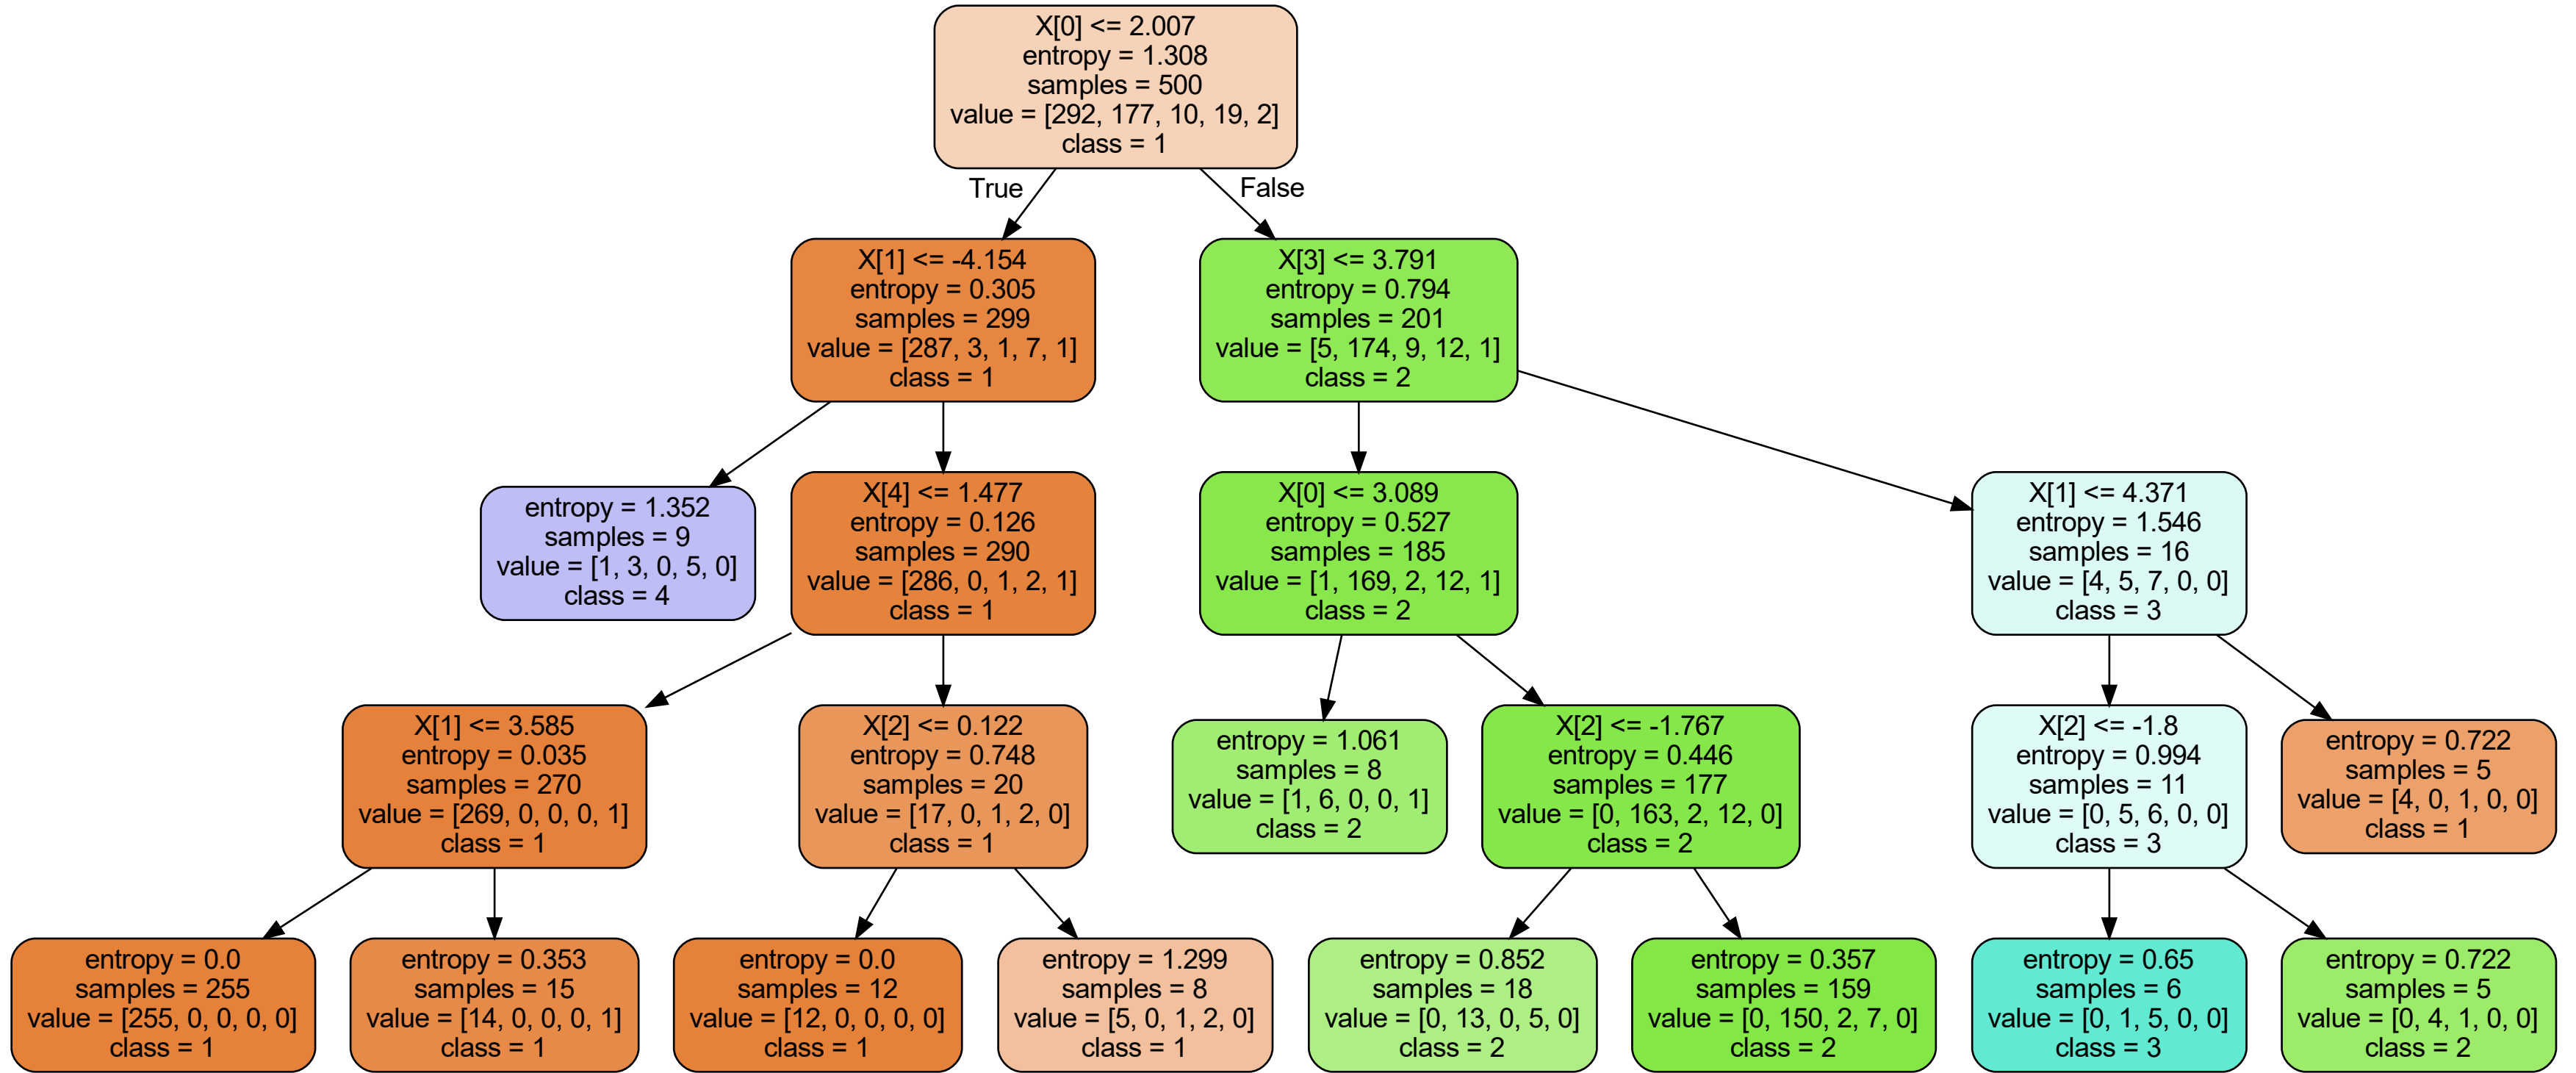 X[0] <= 2.007
entropy = 1.308
samples = 500
value = [292, 177, 10, 19, 2]
class = 1
True
False
X[1] <= -4.154
entropy = 0.305
samples = 299
value = [287, 3, 1, 7, 1]
class = 1
X[3] <= 3.791
entropy = 0.794
samples = 201
value = [5, 174, 9, 12, 1]
class = 2
entropy = 1.352
samples = 9
value = [1, 3, 0, 5, 0]
class = 4
X[4] <= 1.477
entropy = 0.126
samples = 290
value = [286, 0, 1, 2, 1]
class = 1
X[0] <= 3.089
entropy = 0.527
samples = 185
value = [1, 169, 2, 12, 1]
class = 2
X[1] <= 4.371
entropy = 1.546
samples = 16
value = [4, 5, 7, 0, 0]
class = 3
X[1] <= 3.585
entropy = 0.035
samples = 270
value = [269, 0, 0, 0, 1]
class = 1
X[2] <= 0.122
entropy = 0.748
samples = 20
value = [17, 0, 1, 2, 0]
class = 1
entropy = 1.061
samples = 8
value = [1, 6, 0, 0, 1]
class = 2
X[2] <= -1.767
entropy = 0.446
samples = 177
value = [0, 163, 2, 12, 0]
class = 2
X[2] <= -1.8
entropy = 0.994
samples = 11
value = [0, 5, 6, 0, 0]
class = 3
entropy = 0.722
samples = 5
value = [4, 0, 1, 0, 0]
class = 1
entropy = 0.0
samples = 255
value = [255, 0, 0, 0, 0]
class = 1
entropy = 0.353
samples = 15
value = [14, 0, 0, 0, 1]
class = 1
entropy = 0.0
samples = 12
value = [12, 0, 0, 0, 0]
class = 1
entropy = 1.299
samples = 8
value = [5, 0, 1, 2, 0]
class = 1
entropy = 0.852
samples = 18
value = [0, 13, 0, 5, 0]
class = 2
entropy = 0.357
samples = 159
value = [0, 150, 2, 7, 0]
class = 2
entropy = 0.65
samples = 6
value = [0, 1, 5, 0, 0]
class = 3
entropy = 0.722
samples = 5
value = [0, 4, 1, 0, 0]
class = 2